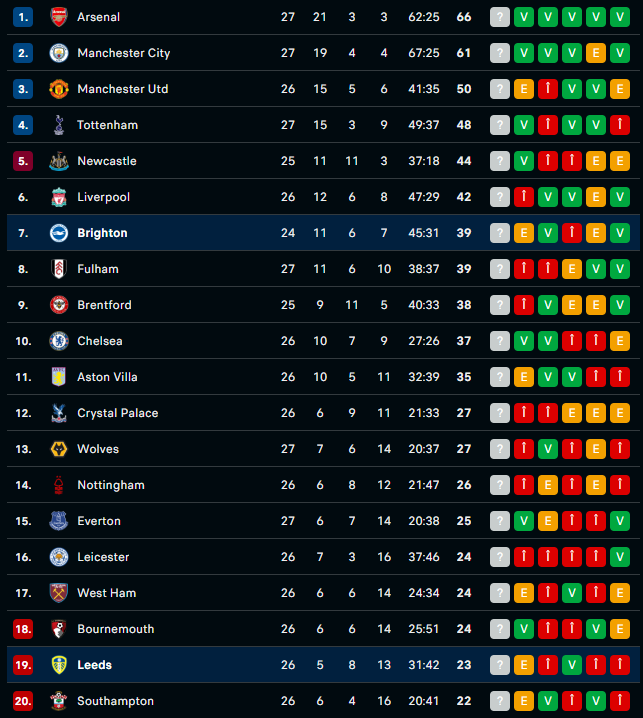 1. Arsenal 27 21 3 3 62:25 66 ? V V V V V
2. Manchester City 27 19 4 4 67:25 61 ? V V V E V
3. Manchester Utd 26 15 5 6 41:35 50 ? E Î V V V
4. Tottenham 27 15 3 9 49:37 48 ? V Î V V Î
5. Newcastle 25 11 11 3 37:18 44 ? V Î Î E E
6. Liverpool 26 12 6 8 47:29 42 ? Î V V E V
7. Brighton 24 11 6 7 45:31 39 ? E V Î E V
8. Fulham 27 11 6 10 38:37 39 ? Î Î E V V
9. Brentford 25 9 11 5 40:33 38 ? Î V E E V
10. Chelsea 26 10 7 9 27:26 37 ? V V Î Î E
11. Aston Villa 26 10 5 11 32:39 35 ? E V V Î Î
12. Crystal Palace 26 6 9 11 21:33 27 ? Î Î E E E
13. Wolves 27 7 6 14 20:37 27 ? Î V Î E Î
14. Nottingham 26 6 8 12 21:47 26 ? Î E Î E Î
15. Everton 27 6 7 14 20:38 25 ? V E Î Î V
16. Leicester 26 7 3 16 37:46 24 ? Î Î Î Î V
17. West Ham 26 6 6 14 24:34 24 ? E Î V Î E
18. Bournemouth 26 6 6 14 25:51 24 ? V Î Î V E
19. Leeds 26 5 8 13 31:42 23 ? E Î V Î Î
20. Southampton 26 6 4 16 20:41 22 ? E V Î V Î